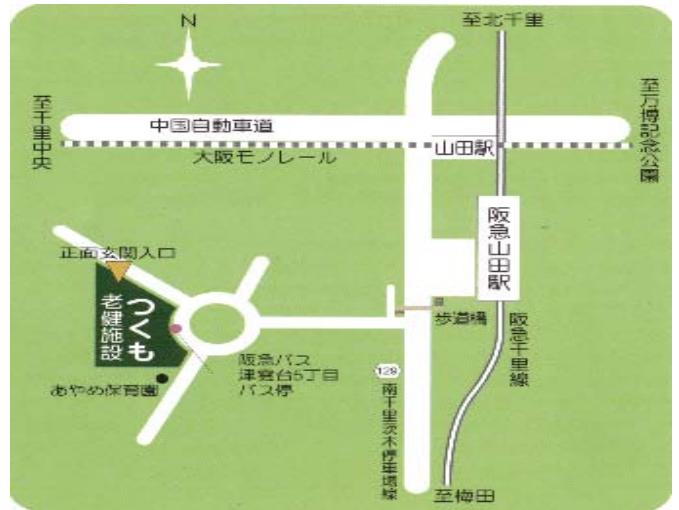 N
至北千里
至千里中央
中国自動車道
大阪モノレール
山田駅
至万博記念公園
阪急山田駅
正面玄関入口
つくも
老健施設
歩道橋
阪急千里線
阪急バス
津雲台5丁目
バス停
あやめ保育園
129
南千里茨木停車場線
至梅田